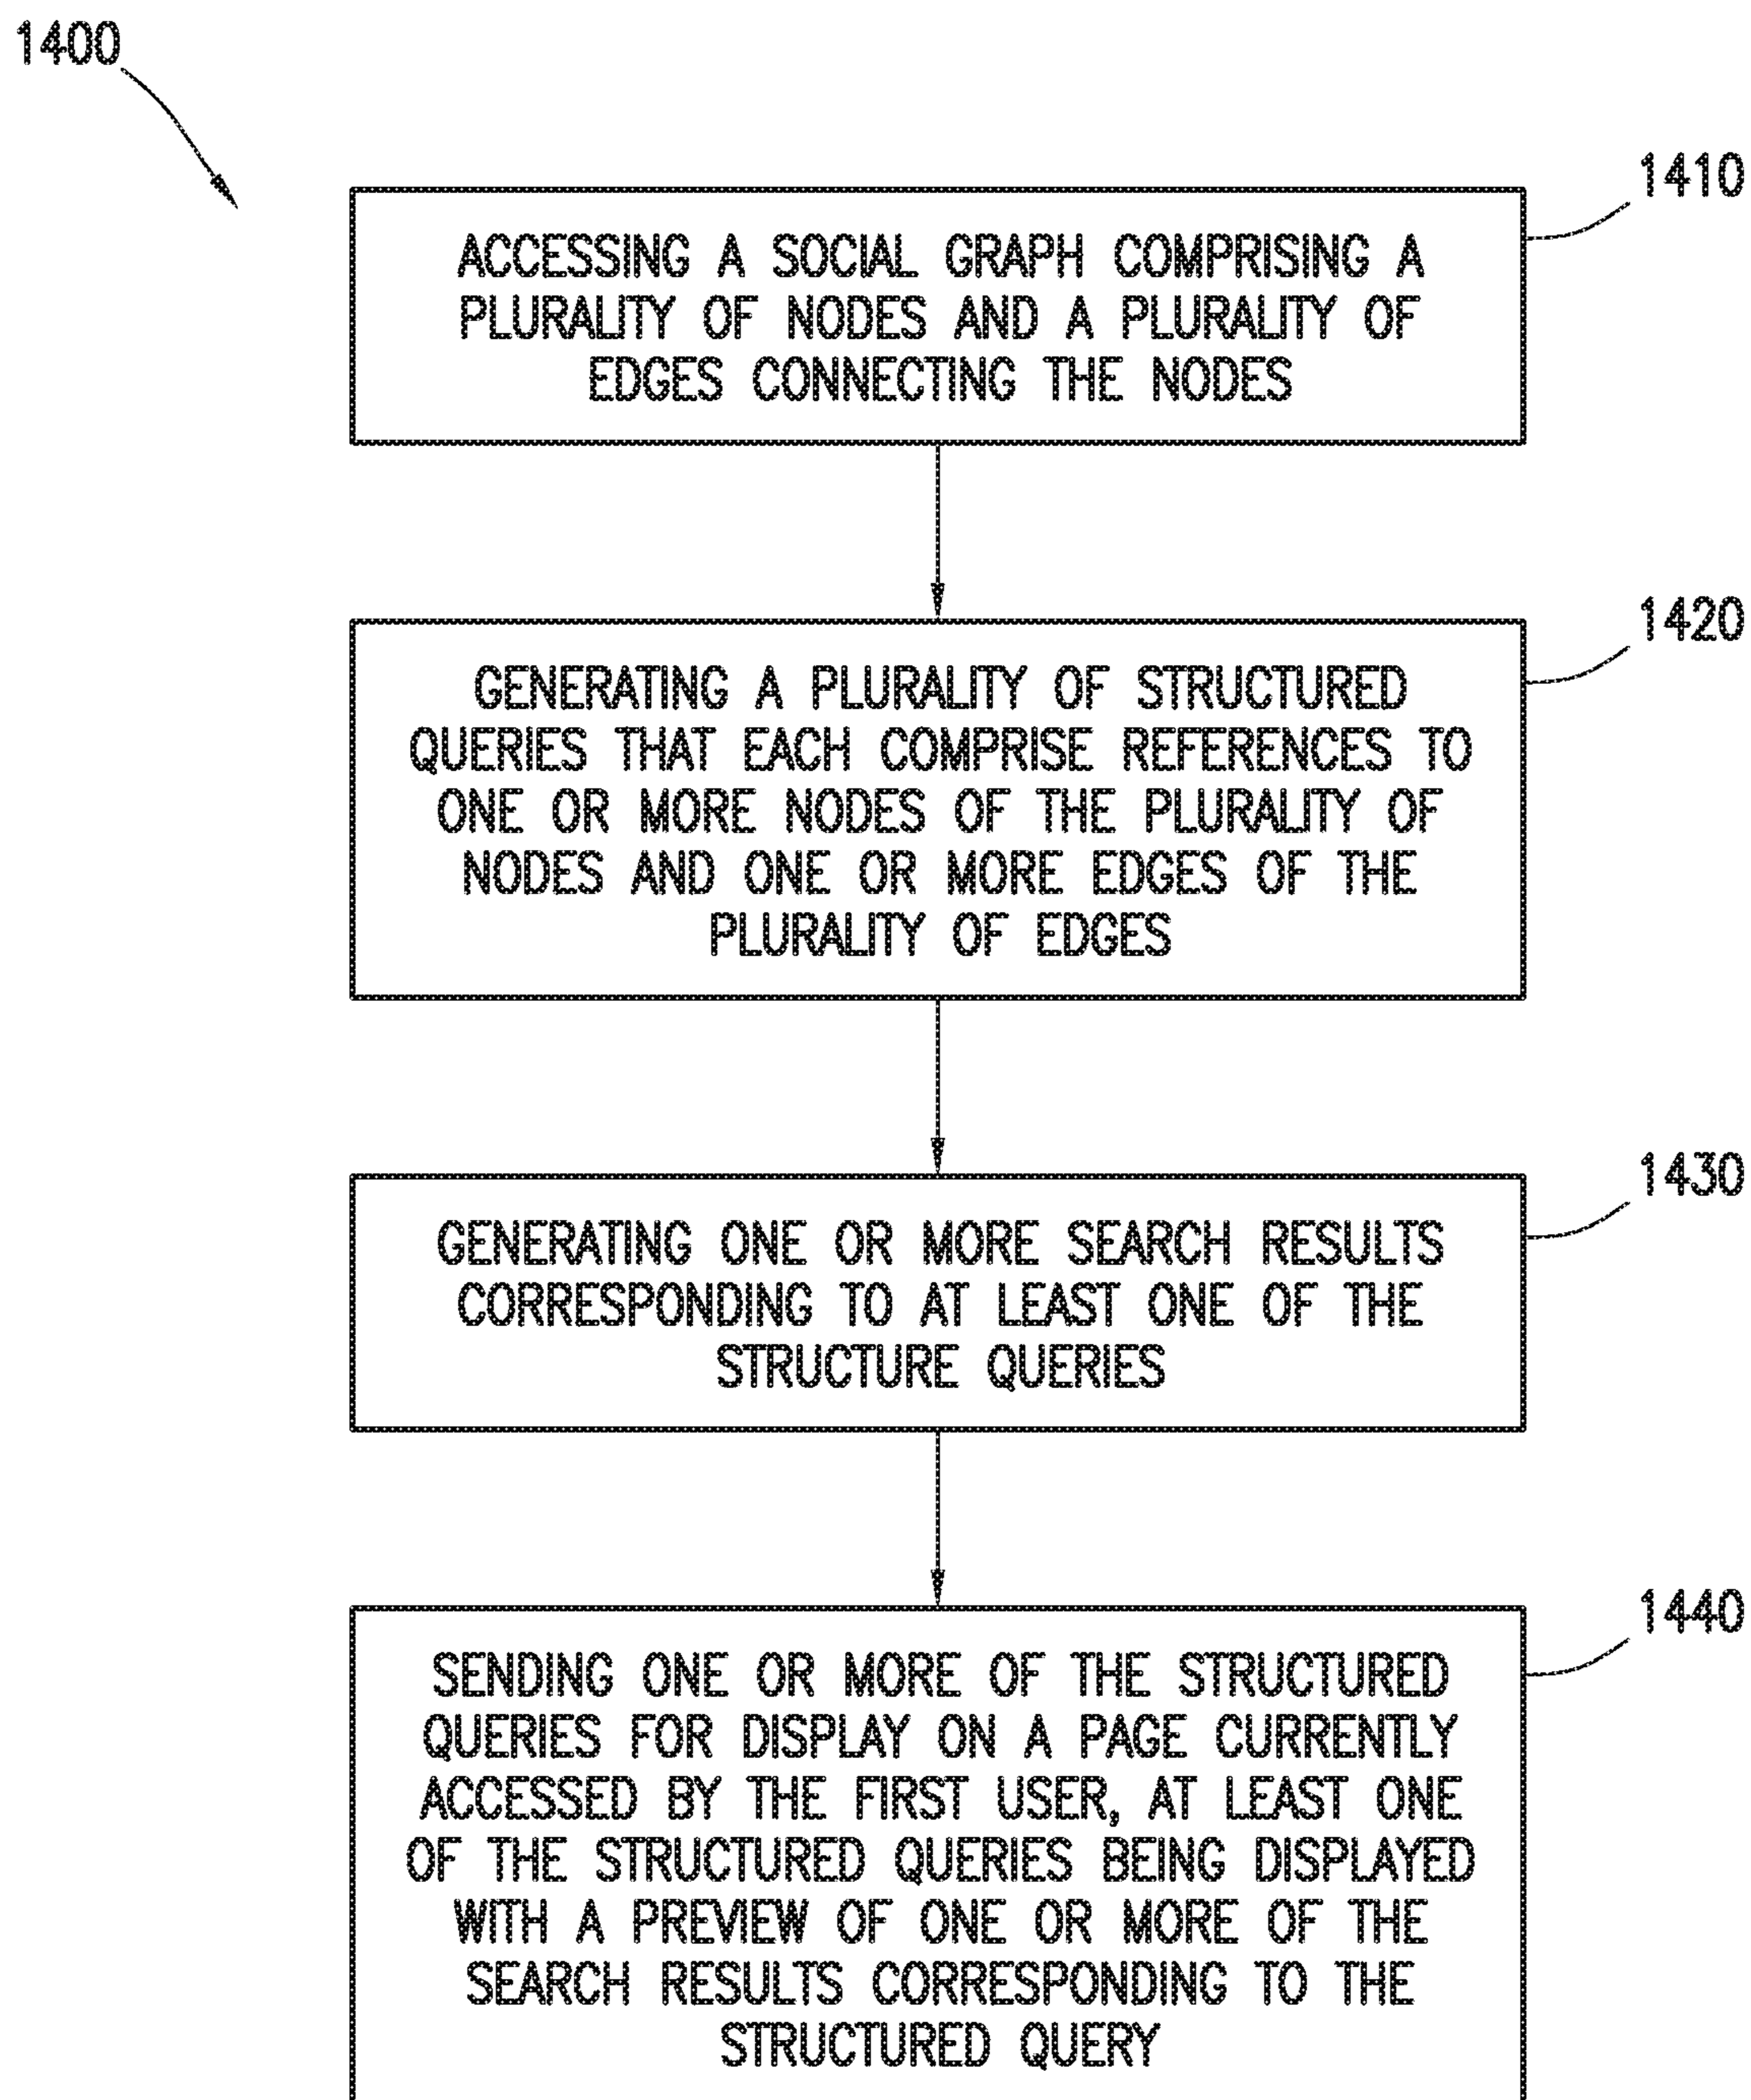 1400
1410
ACCESSING A SOCIAL GRAPH COMPRISING A
PLURALITY OF NODES AND A PLURALITY OF
EDGES CONNECTING THE NODES
1420
GENERATING A PLURALITY OF STRUCTURED
QUERIES THAT EACH COMPRISE REFERENCES TO
ONE OR MORE NODES OF THE PLURALITY OF
NODES AND ONE OR MORE EDGES OF THE
PLURALITY OF EDGES
1430
GENERATING ONE OR MORE SEARCH RESULTS
CORRESPONDING TO AT LEAST ONE OF THE
STRUCTURE QUERIES
1440
SENDING ONE OR MORE OF THE STRUCTURED
QUERIES FOR DISPLAY ON A PAGE CURRENTLY
ACCESSED BY THE FIRST USER, AT LEAST ONE
OF THE STRUCTURED QUERIES BEING DISPLAYED
WITH A PREVIEW OF ONE OR MORE OF THE
SEARCH RESULTS CORRESPONDING TO THE
STRUCTURED QUERY